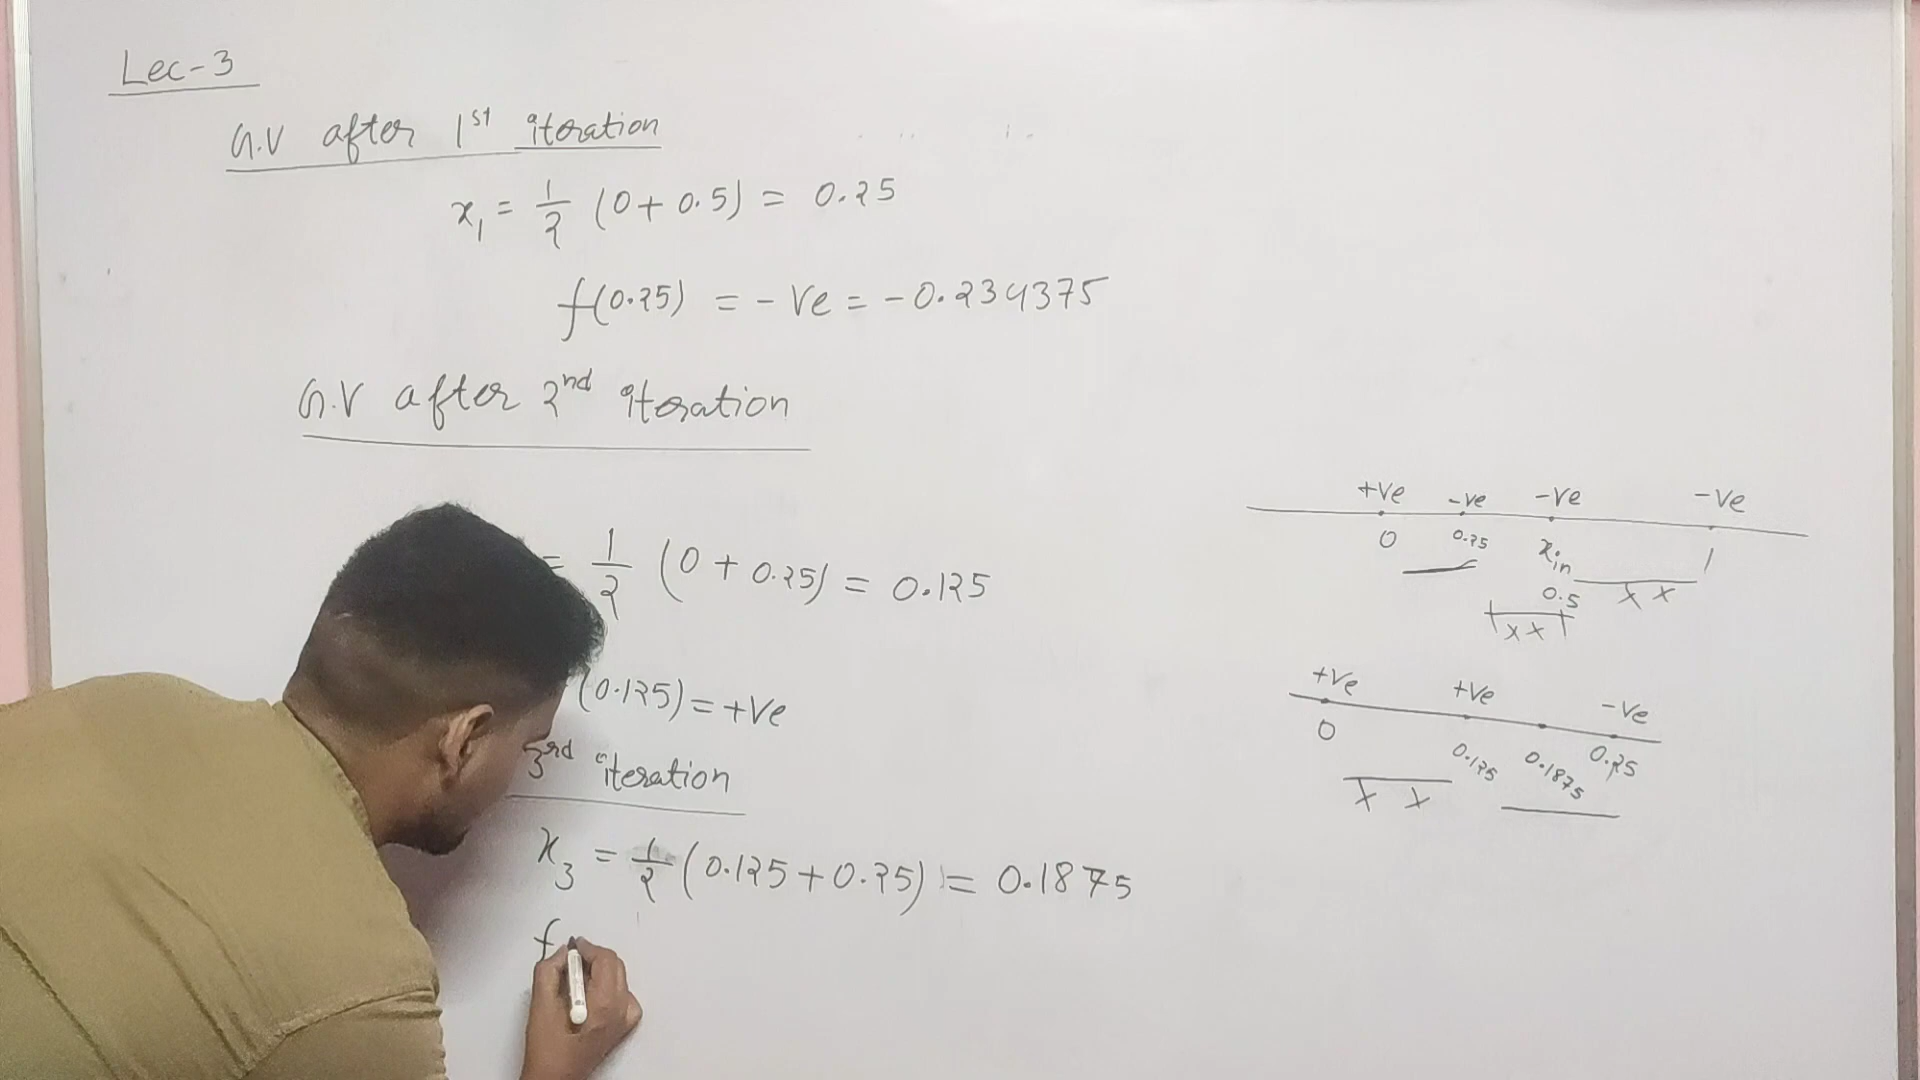 Lec-3
G.V after 1st iteration
x₁ = 1/2 (0 + 0.5) = 0.25
f(0.25) = -ve = -0.234375
G.V after 2nd iteration
= 1/2 (0 + 0.25) = 0.125
(0.125) = +ve
3rd iteration
x₃ = 1/2 (0.125 + 0.25) = 0.1875
f
+ve -ve -ve -ve
0 0.25 xin 1
0.5 x x
x x
+ve +ve -ve
0 0.125 0.1875 0.25
x x